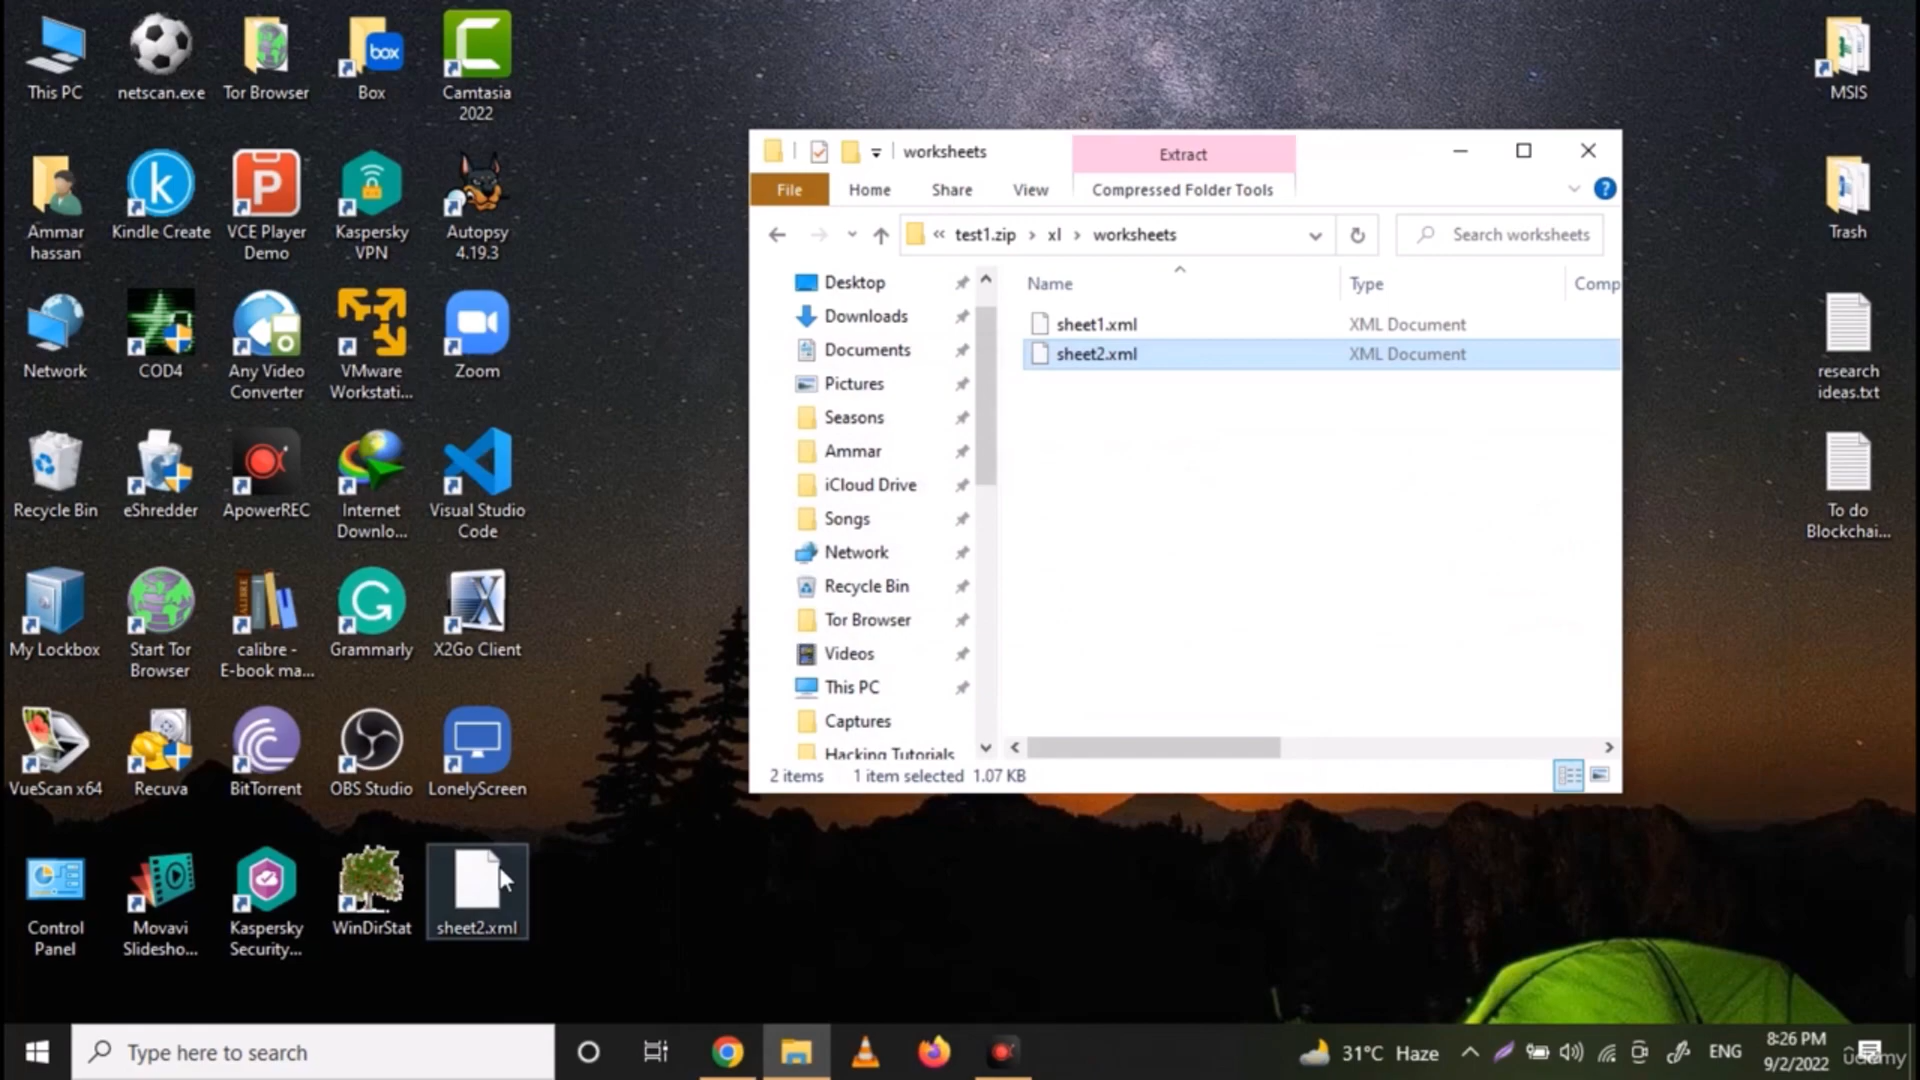 This PC
netscan.exe
Tor Browser
box
Box
Camtasia
2022
Ammar
hassan
Kindle Create
VCE Player
Demo
Kaspersky
VPN
Autopsy
4.19.3
Network
COD4
Any Video
Converter
VMware
Workstati...
Zoom
Recycle Bin
eShredder
ApowerREC
Internet
Downlo...
Visual Studio
Code
My Lockbox
Start Tor
Browser
CALIBRE
calibre -
E-book ma...
Grammarly
X2Go Client
VueScan x64
Recuva
BitTorrent
OBS Studio
LonelyScreen
Control
Panel
Movavi
Slidesho...
Kaspersky
Security...
WinDirStat
sheet2.xml
worksheets
Extract
File
Home
Share
View
Compressed Folder Tools
« test1.zip › xl › worksheets
Search worksheets
Name
Type
Comp
sheet1.xml
XML Document
sheet2.xml
XML Document
Desktop
Downloads
Documents
Pictures
Seasons
Ammar
iCloud Drive
Songs
Network
Recycle Bin
Tor Browser
Videos
This PC
Captures
Hacking Tutorials
2 items
1 item selected 1.07 KB
MSIS
Trash
research
ideas.txt
To do
Blockchai...
Type here to search
31°C Haze
ENG
8:26 PM
9/2/2022
udemy